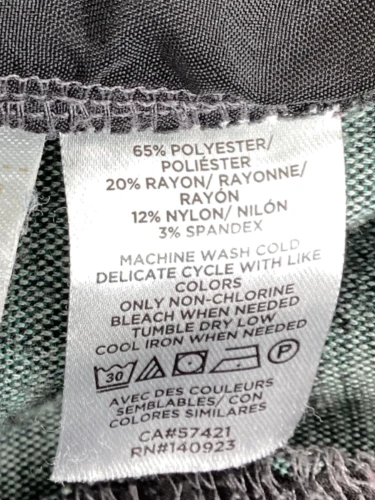 65% POLYESTER/
POLIÉSTER
20% RAYON/ RAYONNE/
RAYÓN
12% NYLON/ NILÓN
3% SPANDEX
MACHINE WASH COLD
DELICATE CYCLE WITH LIKE
COLORS
ONLY NON-CHLORINE
BLEACH WHEN NEEDED
TUMBLE DRY LOW
COOL IRON WHEN NEEDED
30 P
AVEC DES COULEURS
SEMBLABLES/ CON
COLORES SIMILARES
CA#57421
RN#140923